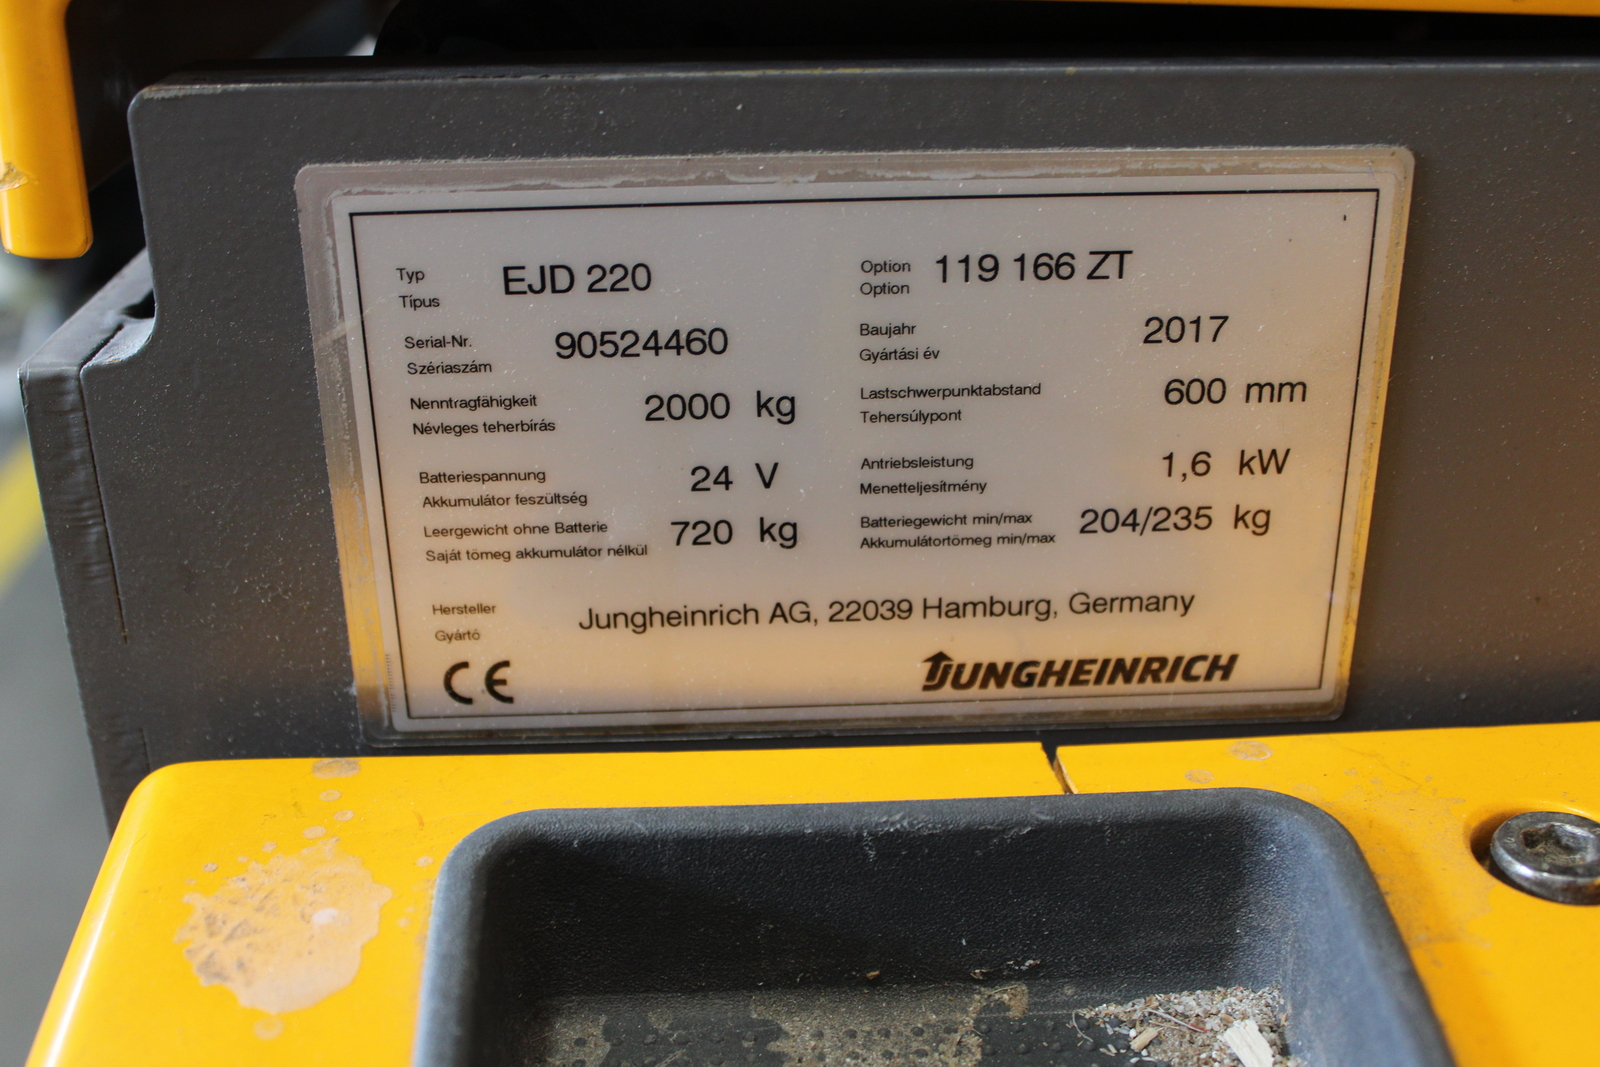 Typ
Típus
EJD 220
Option
Option
119 166 ZT
Serial-Nr.
Szériaszám
90524460
Baujahr
Gyártási év
2017
Nenntragfähigkeit
Névleges teherbírás
2000 kg
Lastschwerpunktabstand
Tehersúlypont
600 mm
Batteriespannung
Akkumulátor feszültség
24 V
Antriebsleistung
Menetteljesítmény
1,6 kW
Leergewicht ohne Batterie
Saját tömeg akkumulátor nélkül
720 kg
Batteriegewicht min/max
Akkumulátortömeg min/max
204/235 kg
Hersteller
Gyártó
Jungheinrich AG, 22039 Hamburg, Germany
CE
JUNGHEINRICH